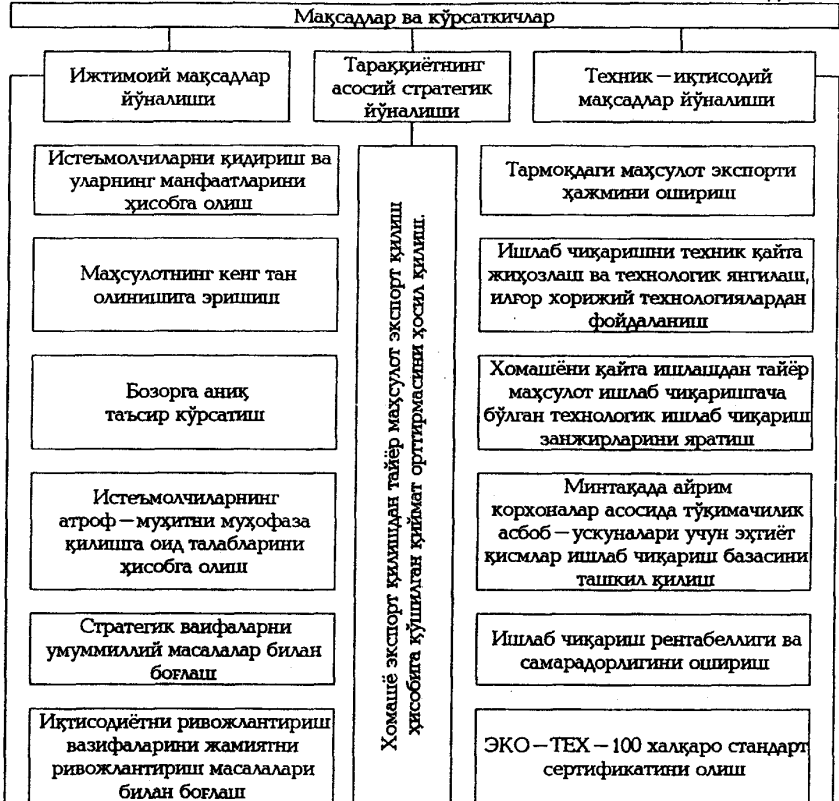 Мақсадлар ва кўрсаткичлар
Ижтимоий мақсадлар
йўналиши
Тараққиётнинг
асосий стратегик
йўналиши
Техник – иқтисодий
мақсадлар йўналиши
Истеъмолчиларни қидириш ва
уларнинг манфаатларини
ҳисобга олиш
Маҳсулотнинг кенг тан
олинишига эришиш
Бозорга аниқ
таъсир кўрсатиш
Истеъмолчиларнинг
атроф – муҳитни муҳофаза
қилишга оид талабларини
ҳисобга олиш
Стратегик ваифаларни
умуммиллий масалалар билан
боғлаш
Иқтисодиётни ривожлантириш
вазифаларини жамиятни
ривожлантириш масалалари
билан боғлаш
Хомашё экспорт қилишдан тайёр маҳсулот экспорт қилиш
ҳисобига қўшилган қиймат орттирмасини ҳосил қилиш.
Тармоқдаги маҳсулот экспорти
ҳажмини ошириш
Ишлаб чиқаришни техник қайта
жиҳозлаш ва технологик янгилаш,
илғор хорижий технологиялардан
фойдаланиш
Хомашёни қайта ишлашдан тайёр
маҳсулот ишлаб чиқаришгача
бўлган технологик ишлаб чиқариш
занжирларини яратиш
Минтақада айрим
корхоналар асосида тўқимачилик
асбоб – ускуналари учун эҳтиёт
қисмлар ишлаб чиқариш базасини
ташкил қилиш
Ишлаб чиқариш рентабеллиги ва
самарадорлигини ошириш
ЭКО – ТЕХ – 100 халқаро стандарт
сертификатини олиш